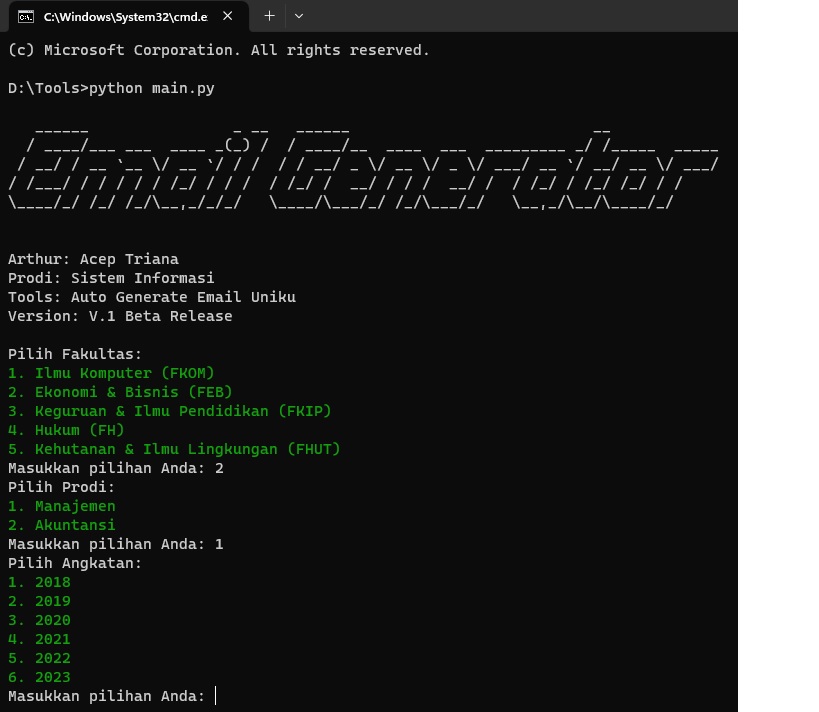 C:\Windows\System32\cmd.e
(c) Microsoft Corporation. All rights reserved.
D:\Tools>python main.py
Email Generator
Arthur: Acep Triana
Prodi: Sistem Informasi
Tools: Auto Generate Email Uniku
Version: V.1 Beta Release
Pilih Fakultas:
1. Ilmu Komputer (FKOM)
2. Ekonomi & Bisnis (FEB)
3. Keguruan & Ilmu Pendidikan (FKIP)
4. Hukum (FH)
5. Kehutanan & Ilmu Lingkungan (FHUT)
Masukkan pilihan Anda: 2
Pilih Prodi:
1. Manajemen
2. Akuntansi
Masukkan pilihan Anda: 1
Pilih Angkatan:
1. 2018
2. 2019
3. 2020
4. 2021
5. 2022
6. 2023
Masukkan pilihan Anda: